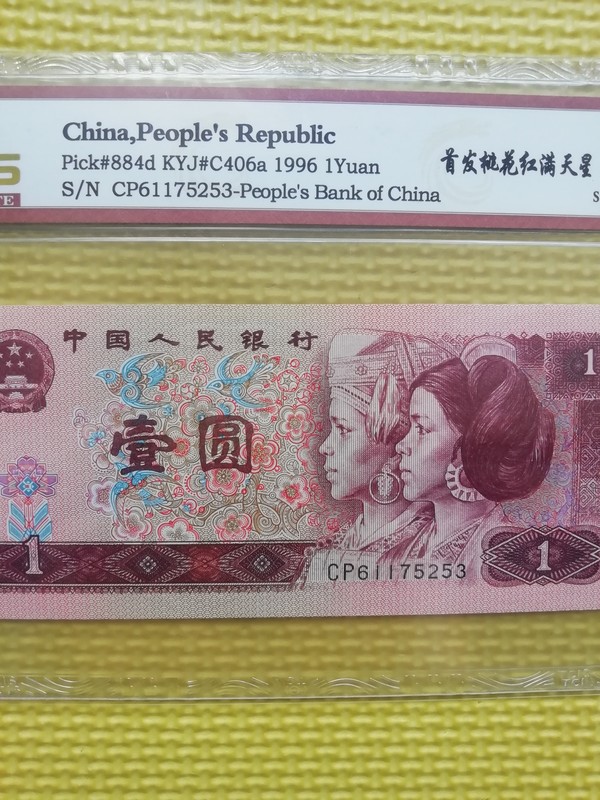 China,People's Republic
Pick#884d KYJ#C406a 1996 1Yuan
S/N CP61175253-People's Bank of China
首发桃花红满天星
S
TE
中国人民银行
1
壹圆
1
1
CP61175253